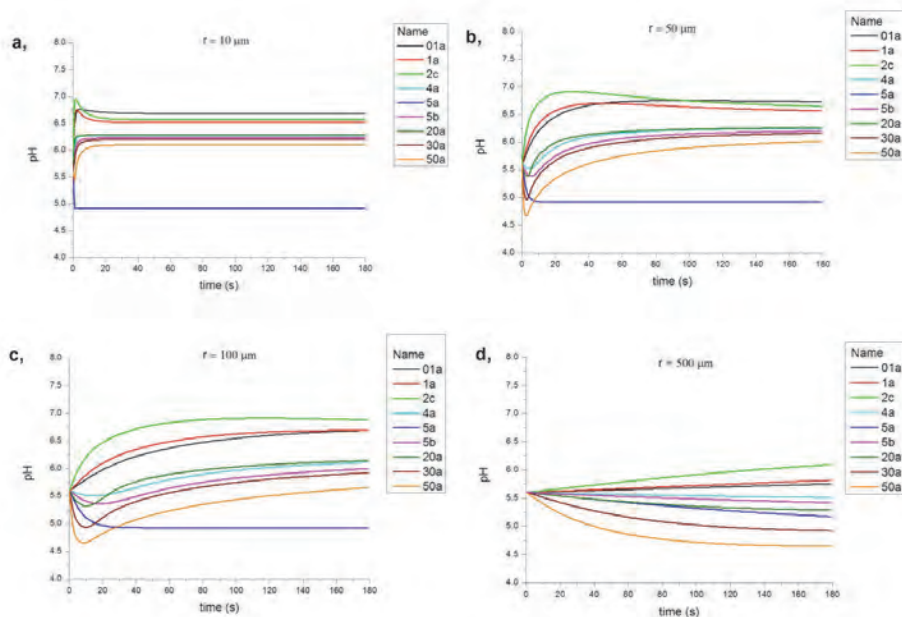 a,
r = 10 μm
pH
8.0
7.5
7.0
6.5
6.0
5.5
5.0
4.5
4.0
0 20 40 60 80 100 120 140 160 180
time (s)
Name
01a
1a
2c
4a
5a
5b
20a
30a
50a
b,
r = 50 μm
pH
8.0
7.5
7.0
6.5
6.0
5.5
5.0
4.5
4.0
0 20 40 60 80 100 120 140 160 180
time (s)
Name
01a
1a
2c
4a
5a
5b
20a
30a
50a
c,
r = 100 μm
pH
8.0
7.5
7.0
6.5
6.0
5.5
5.0
4.5
4.0
0 20 40 60 80 100 120 140 160 180
time (s)
Name
01a
1a
2c
4a
5a
5b
20a
30a
50a
d,
r = 500 μm
pH
8.0
7.5
7.0
6.5
6.0
5.5
5.0
4.5
4.0
0 20 40 60 80 100 120 140 160 180
time (s)
Name
01a
1a
2c
4a
5a
5b
20a
30a
50a